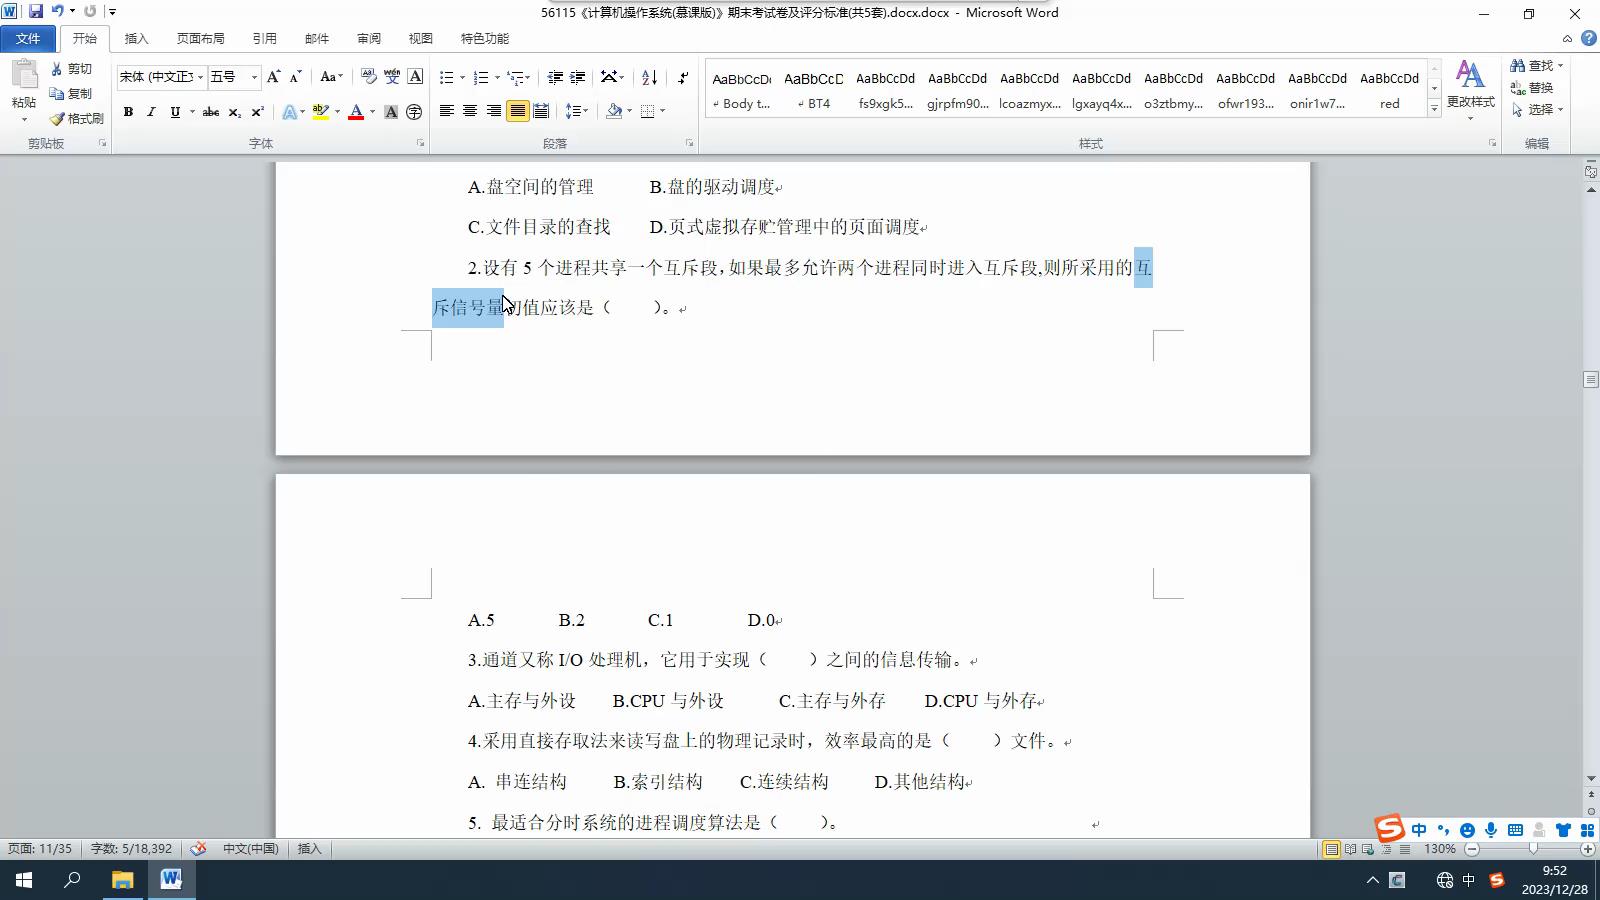 56115《计算机操作系统(慕课版)》期末考试卷及评分标准(共5套).docx.docx - Microsoft Word
文件 开始 插入 页面布局 引用 邮件 审阅 视图 特色功能
粘贴 剪切 复制 格式刷
宋体 (中文正文 五号
AaBbCcDc AaBbCcD AaBbCcDd AaBbCcDd AaBbCcDd AaBbCcDd AaBbCcDd AaBbCcDd AaBbCcDd AaBbCcDd
Body t... BT4 fs9xgk5... gjrpfm90... lcoazmyx... lgxayq4x... o3ztbmy... ofwr193... onir1w7... red
更改样式
查找
替换
选择
剪贴板 字体 段落 样式 编辑
A.盘空间的管理 B.盘的驱动调度
C.文件目录的查找 D.页式虚拟存贮管理中的页面调度
2.设有 5 个进程共享一个互斥段,如果最多允许两个进程同时进入互斥段,则所采用的互
斥信号量初值应该是（ ）。
A.5 B.2 C.1 D.0
3.通道又称 I/O 处理机，它用于实现（ ）之间的信息传输。
A.主存与外设 B.CPU 与外设 C.主存与外存 D.CPU 与外存
4.采用直接存取法来读写盘上的物理记录时，效率最高的是（ ）文件。
A. 串连结构 B.索引结构 C.连续结构 D.其他结构
5. 最适合分时系统的进程调度算法是（ ）。
页面: 11/35 字数: 5/18,392 中文(中国) 插入 130%
中
9:52
2023/12/28